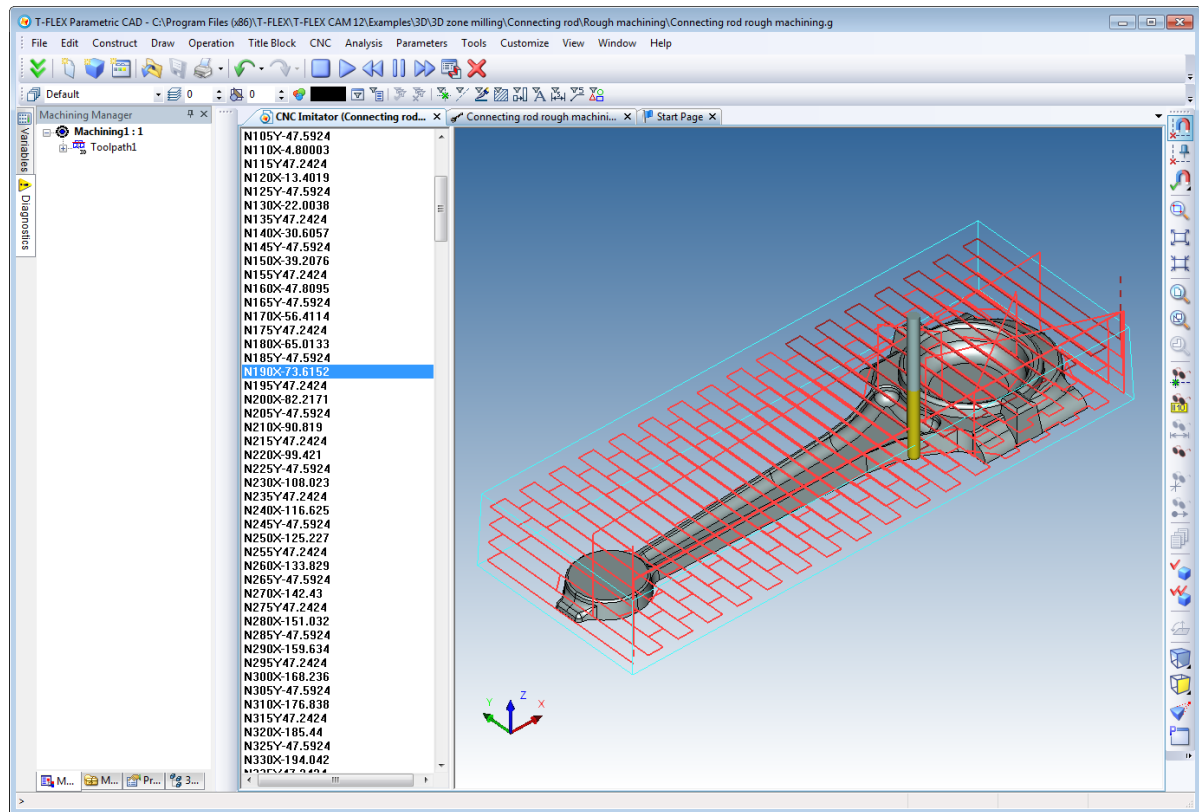 T-FLEX Parametric CAD - C:\Program Files (x86)\T-FLEX\T-FLEX CAM 12\Examples\3D\3D zone milling\Connecting rod\Rough machining\Connecting rod rough machining.g
File Edit Construct Draw Operation Title Block CNC Analysis Parameters Tools Customize View Window Help
Default 0 0
Machining Manager
CNC Imitator (Connecting rod... Connecting rod rough machini... Start Page
Variables
Diagnostics
Machining1 : 1
Toolpath1
N105Y-47.5924
N110X-4.80003
N115Y47.2424
N120X-13.4019
N125Y-47.5924
N130X-22.0038
N135Y47.2424
N140X-30.6057
N145Y-47.5924
N150X-39.2076
N155Y47.2424
N160X-47.8095
N165Y-47.5924
N170X-56.4114
N175Y47.2424
N180X-65.0133
N185Y-47.5924
N190X-73.6152
N195Y47.2424
N200X-82.2171
N205Y-47.5924
N210X-90.819
N215Y47.2424
N220X-99.421
N225Y-47.5924
N230X-108.023
N235Y47.2424
N240X-116.625
N245Y-47.5924
N250X-125.227
N255Y47.2424
N260X-133.829
N265Y-47.5924
N270X-142.43
N275Y47.2424
N280X-151.032
N285Y-47.5924
N290X-159.634
N295Y47.2424
N300X-168.236
N305Y-47.5924
N310X-176.838
N315Y47.2424
N320X-185.44
N325Y-47.5924
N330X-194.042
Y Z X
M... M... Pr... 3...
>